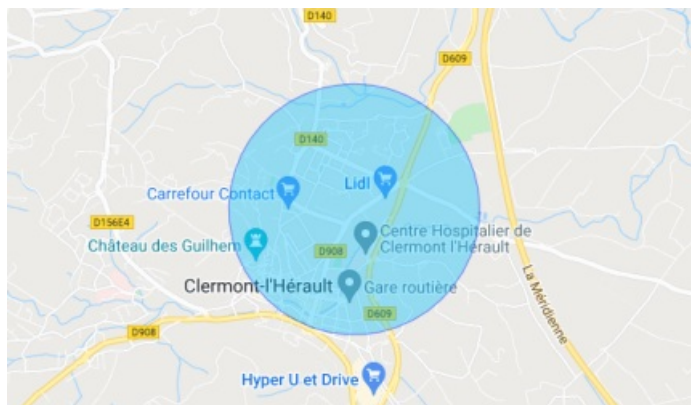 D140
D609
D140
Lidl
Carrefour Contact
D156E4
Centre Hospitalier de
Clermont l'Hérault
Château des Guilhem
D908
Clermont-l'Hérault
Gare routière
La Méridienne
D609
D908
Hyper U et Drive